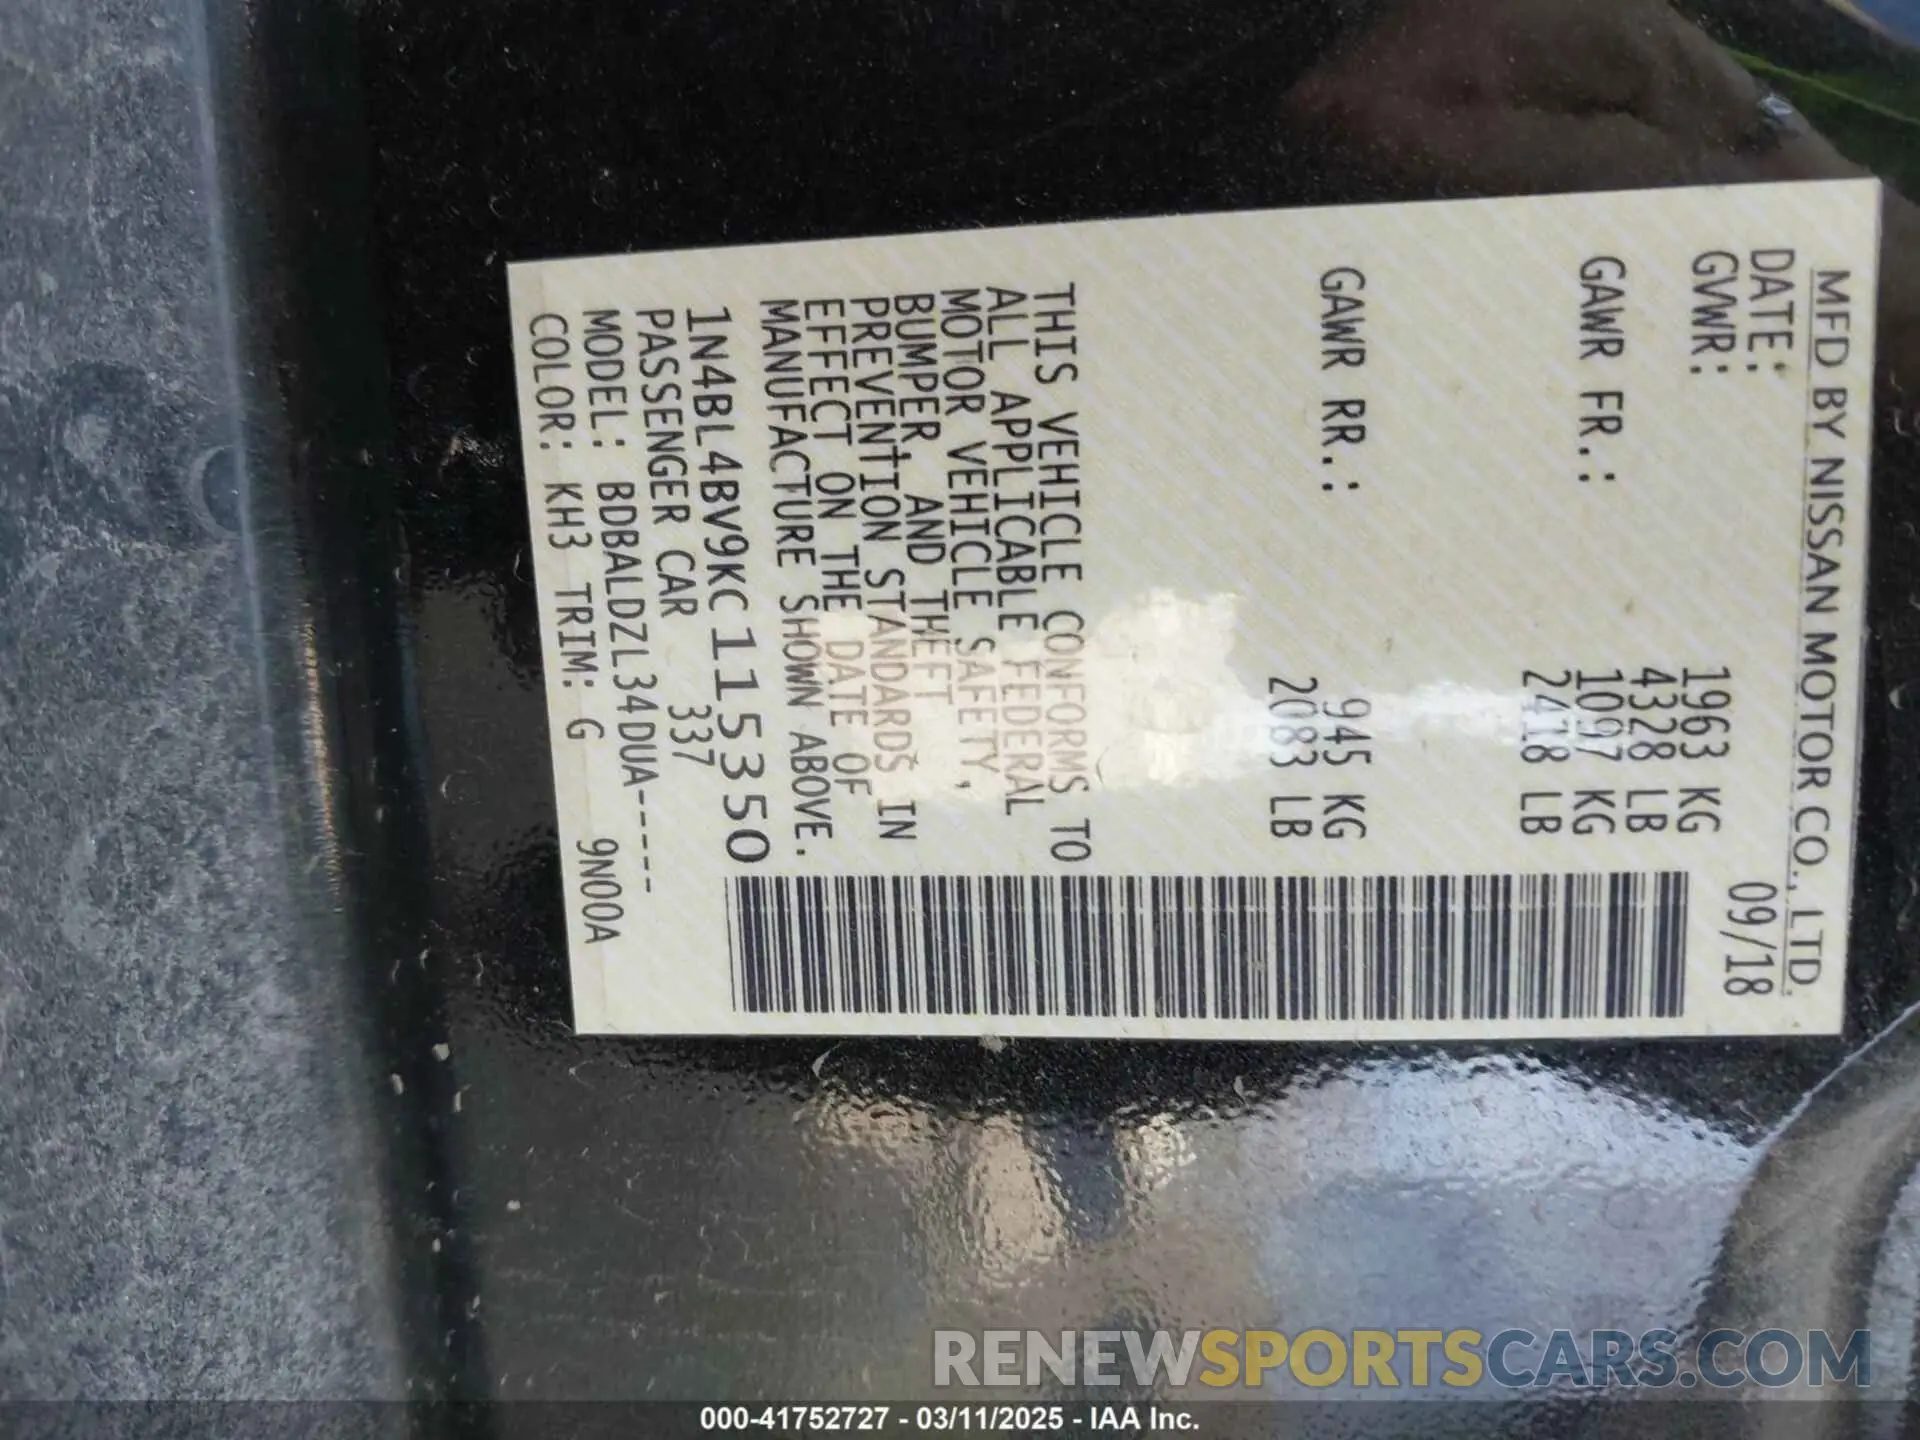 MFD BY NISSAN MOTOR CO., LTD.
DATE: 09/18
GVWR: 1963 KG
4328 LB
GAWR FR.: 1097 KG
2418 LB
GAWR RR.: 945 KG
2083 LB
THIS VEHICLE CONFORMS TO
ALL APPLICABLE FEDERAL
MOTOR VEHICLE SAFETY,
BUMPER, AND THEFT
PREVENTION STANDARDS IN
EFFECT ON THE DATE OF
MANUFACTURE SHOWN ABOVE.
1N4BL4BV9KC115350
PASSENGER CAR 337
MODEL: BDBALDZL34DUA-----
COLOR: KH3 TRIM: G 9N00A
RENEWSPORTSCARS.COM
000-41752727 - 03/11/2025 - IAA Inc.